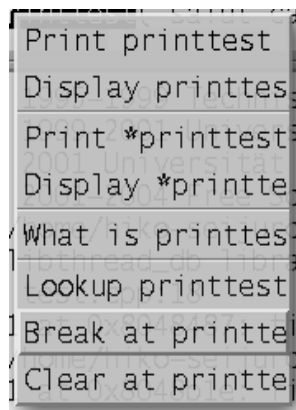 Print printtest
Display printtes
Print *printtest
Display *printte
What is printtes
Lookup printtest
Break at printte
Clear at printte